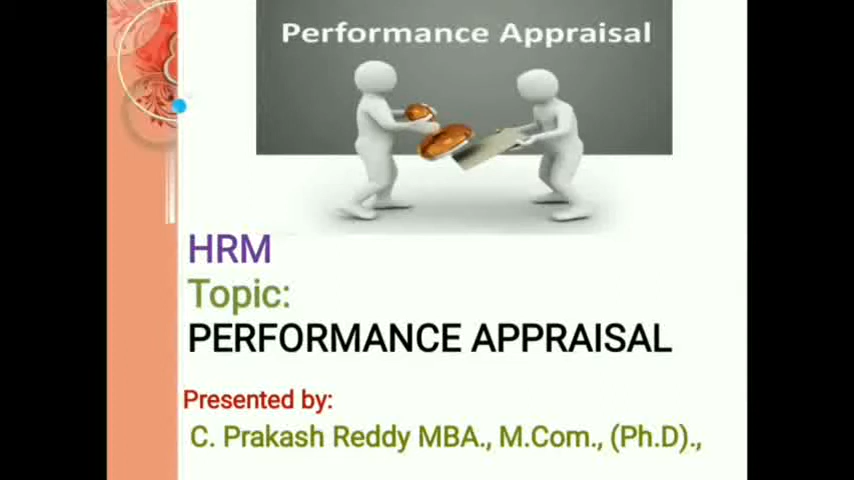 Performance Appraisal
HRM
Topic:
PERFORMANCE APPRAISAL
Presented by:
C. Prakash Reddy MBA., M.Com., (Ph.D).,